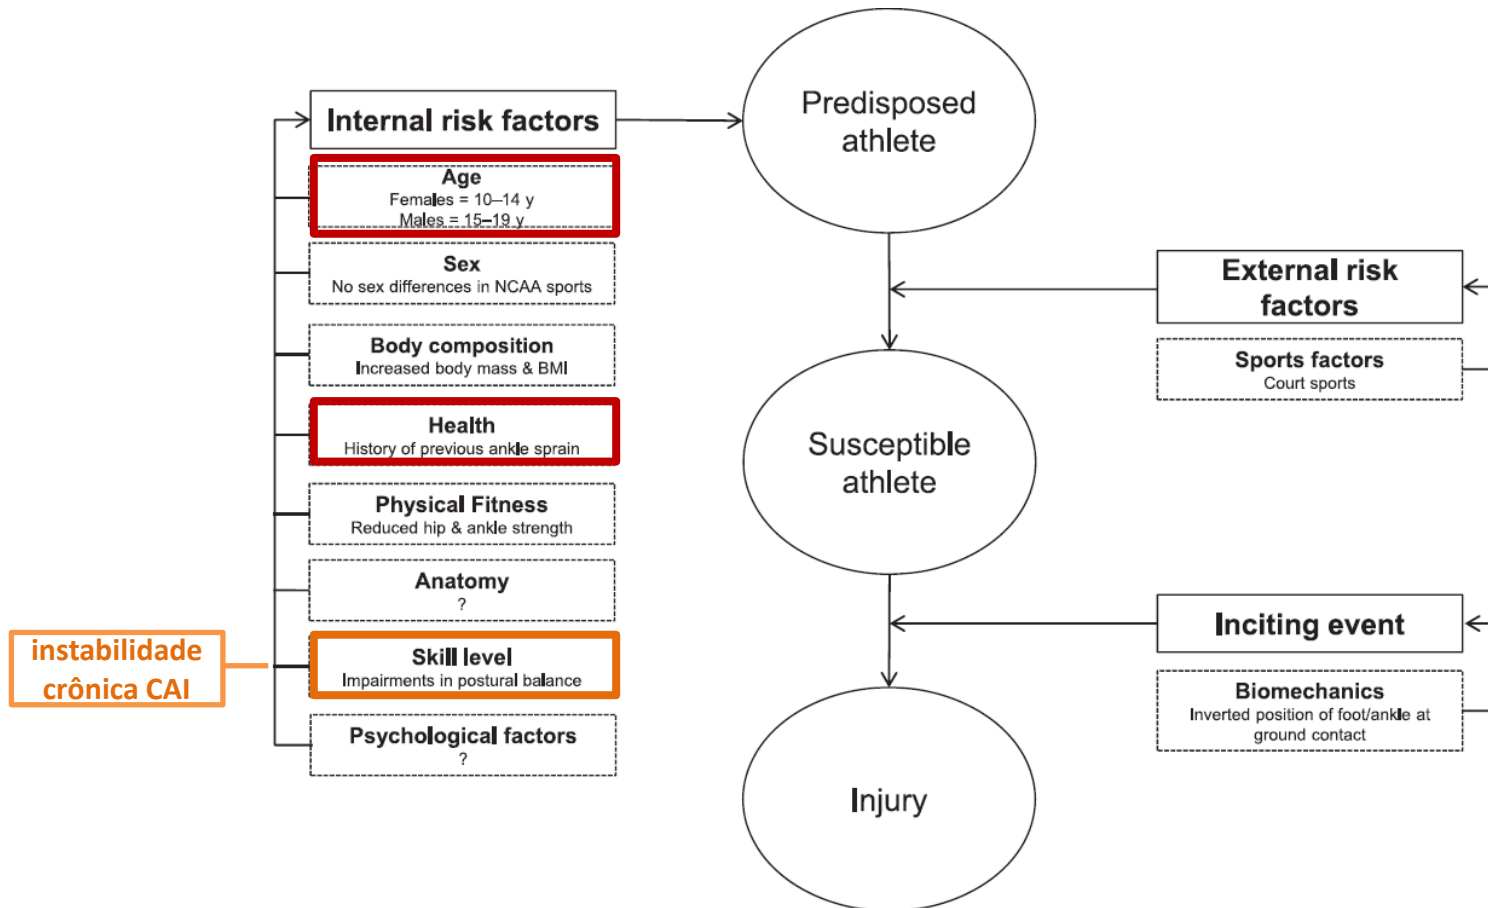 Internal risk factors
Age
Females = 10–14 y
Males = 15–19 y
Sex
No sex differences in NCAA sports
Body composition
Increased body mass & BMI
Health
History of previous ankle sprain
Physical Fitness
Reduced hip & ankle strength
Anatomy
?
instabilidade
crônica CAI
Skill level
Impairments in postural balance
Psychological factors
?
Predisposed
athlete
Susceptible
athlete
Injury
External risk
factors
Sports factors
Court sports
Inciting event
Biomechanics
Inverted position of foot/ankle at
ground contact